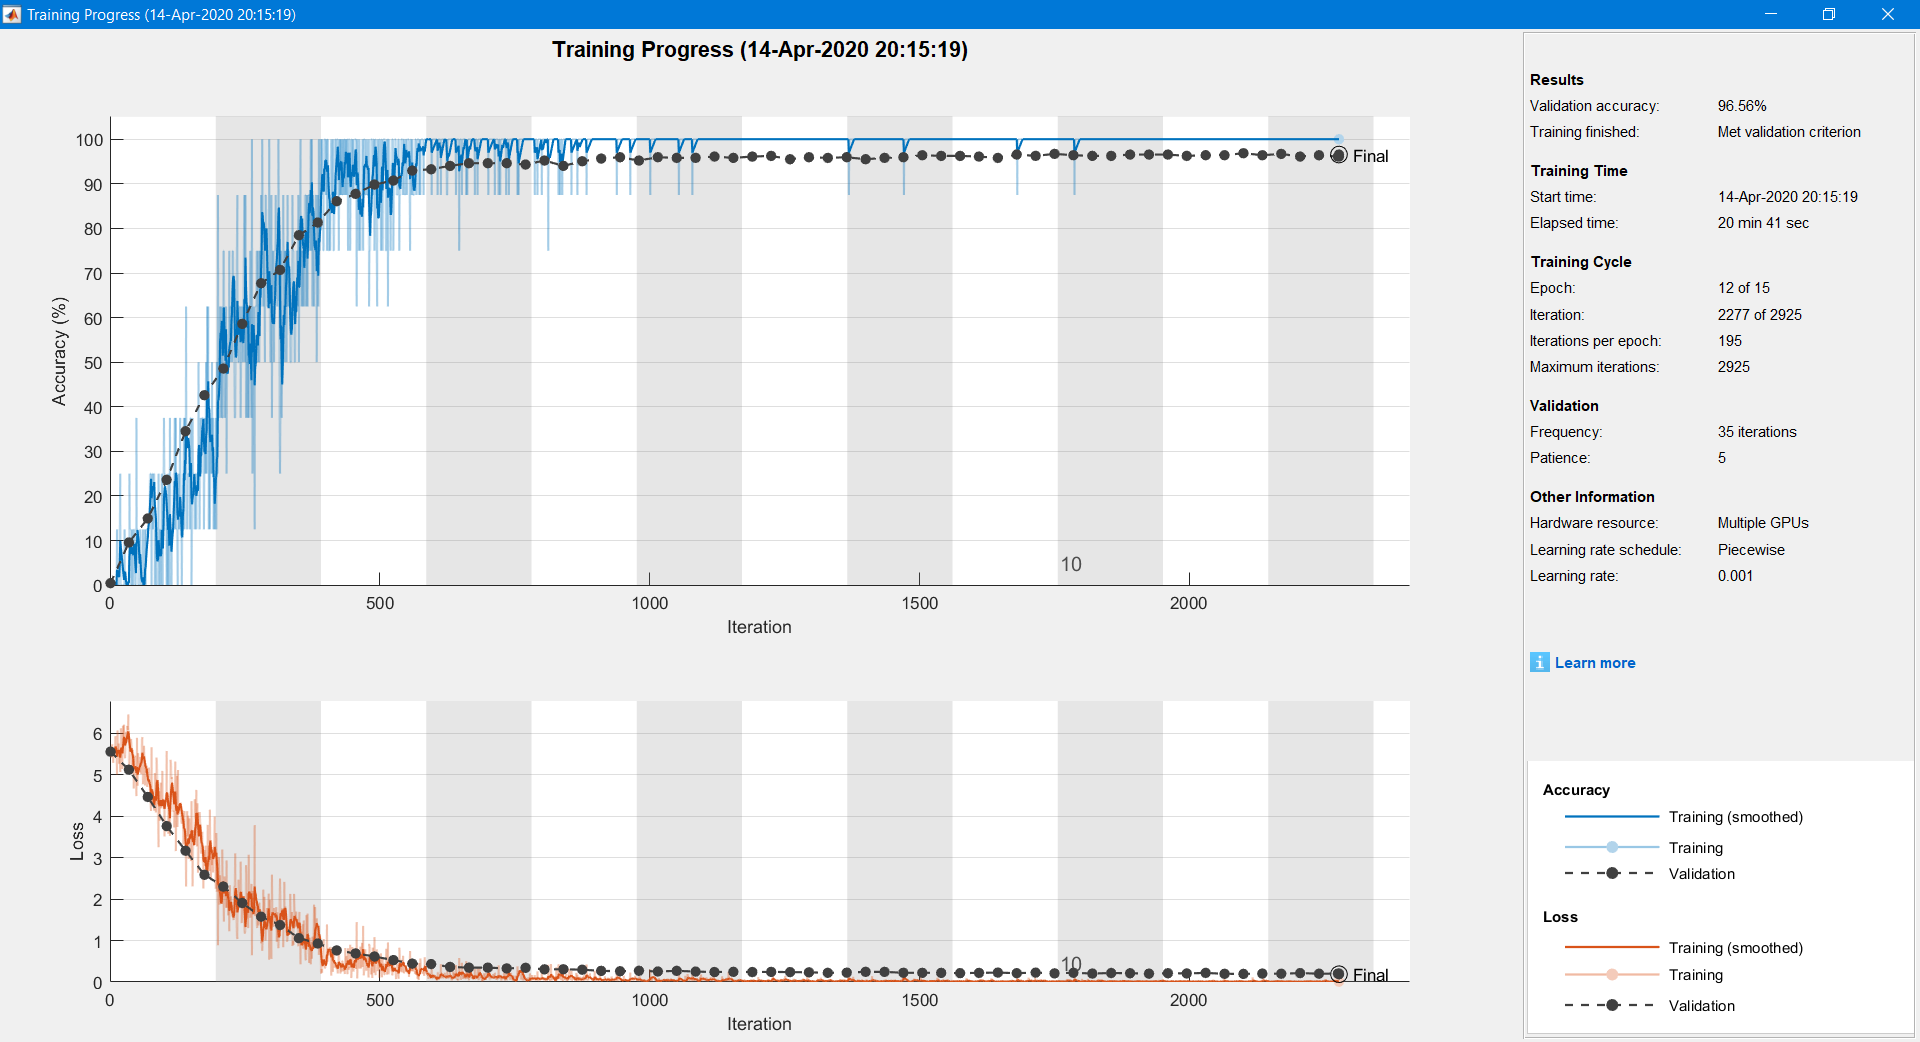 Training Progress (14-Apr-2020 20:15:19)
Training Progress (14-Apr-2020 20:15:19)
100
90
80
70
60
50
40
30
20
10
0
Accuracy (%)
Final
10
0
500
1000
1500
2000
Iteration
6
5
4
3
2
1
0
Loss
10
Final
0
500
1000
1500
2000
Iteration
Results
Validation accuracy: 96.56%
Training finished: Met validation criterion
Training Time
Start time: 14-Apr-2020 20:15:19
Elapsed time: 20 min 41 sec
Training Cycle
Epoch: 12 of 15
Iteration: 2277 of 2925
Iterations per epoch: 195
Maximum iterations: 2925
Validation
Frequency: 35 iterations
Patience: 5
Other Information
Hardware resource: Multiple GPUs
Learning rate schedule: Piecewise
Learning rate: 0.001
i Learn more
Accuracy
Training (smoothed)
Training
Validation
Loss
Training (smoothed)
Training
Validation